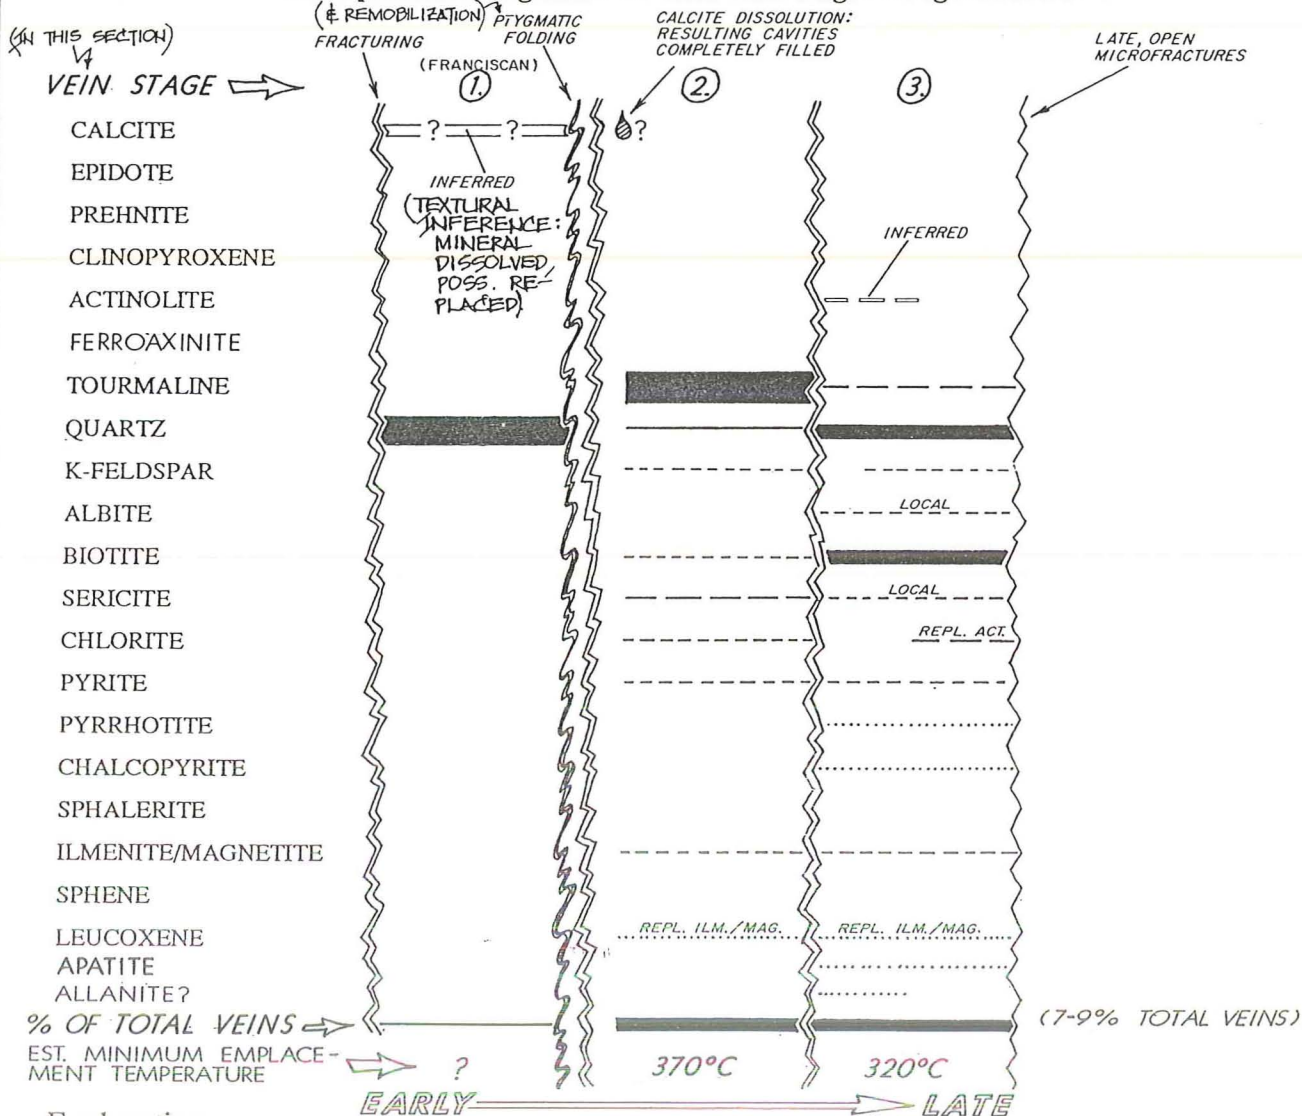 (& REMOBILIZATION)
(IN THIS SECTION)
FRACTURING
PTYGMATIC
FOLDING
CALCITE DISSOLUTION:
RESULTING CAVITIES
COMPLETELY FILLED
LATE, OPEN
MICROFRACTURES
(FRANCISCAN)
VEIN STAGE
1.
2.
3.
CALCITE
? ?
?
EPIDOTE
INFERRED
(TEXTURAL
INFERENCE:
MINERAL
DISSOLVED,
POSS. RE-
PLACED)
PREHNITE
INFERRED
CLINOPYROXENE
ACTINOLITE
FERROAXINITE
TOURMALINE
QUARTZ
K-FELDSPAR
ALBITE
LOCAL
BIOTITE
SERICITE
LOCAL
CHLORITE
REPL. ACT.
PYRITE
PYRRHOTITE
CHALCOPYRITE
SPHALERITE
ILMENITE/MAGNETITE
SPHENE
LEUCOXENE
REPL. ILM./MAG.
REPL. ILM./MAG.
APATITE
ALLANITE?
% OF TOTAL VEINS
(7-9% TOTAL VEINS)
EST. MINIMUM EMPLACE-
MENT TEMPERATURE
?
370°C
320°C
EARLY
LATE